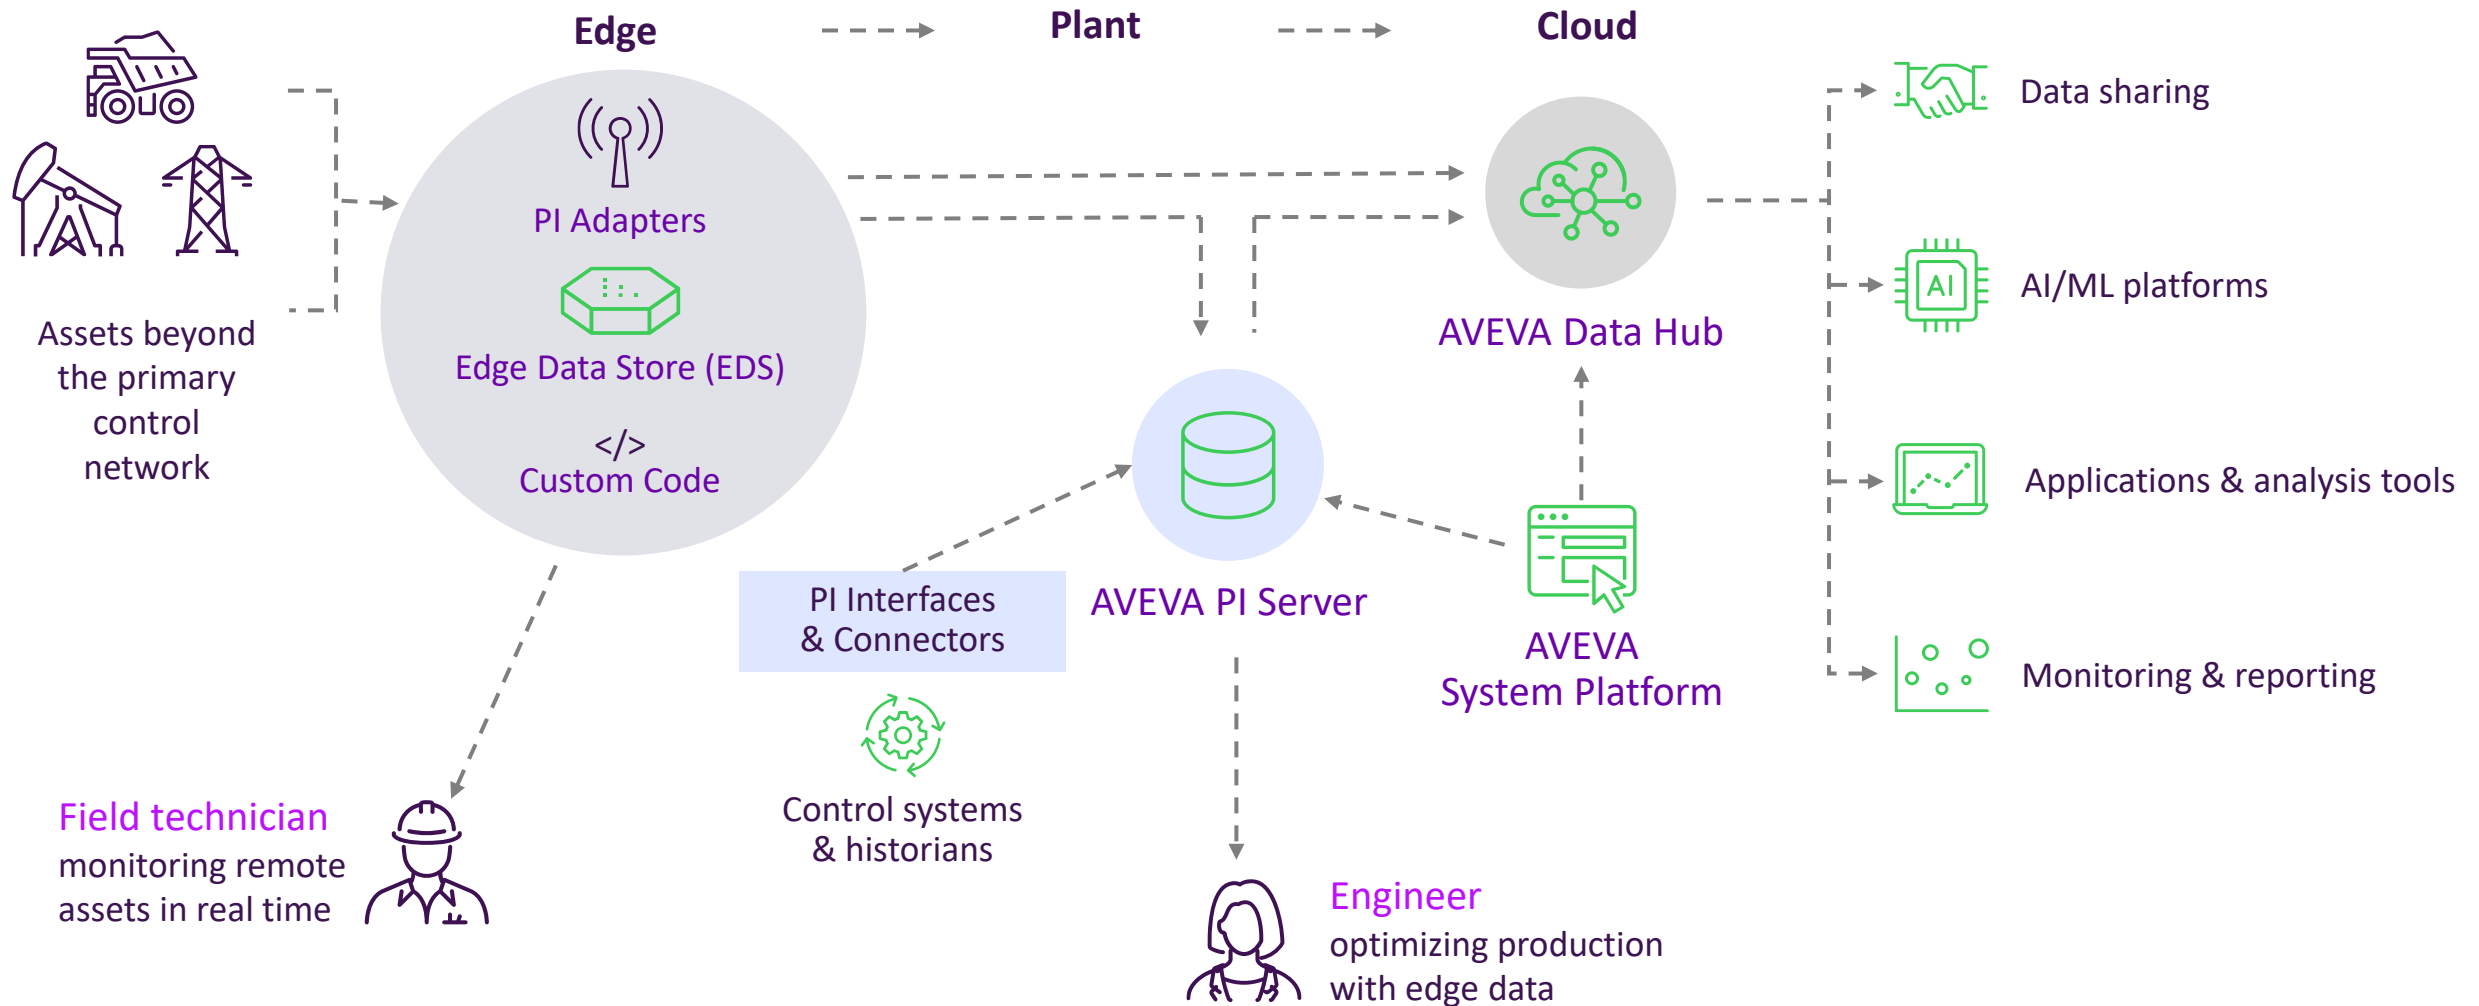 Edge
Plant
Cloud
PI Adapters
Edge Data Store (EDS)
</>
Custom Code
Assets beyond
the primary
control
network
AVEVA Data Hub
Data sharing
AI
AI/ML platforms
Applications & analysis tools
Monitoring & reporting
PI Interfaces
& Connectors
AVEVA PI Server
AVEVA
System Platform
Control systems
& historians
Field technician
monitoring remote
assets in real time
Engineer
optimizing production
with edge data